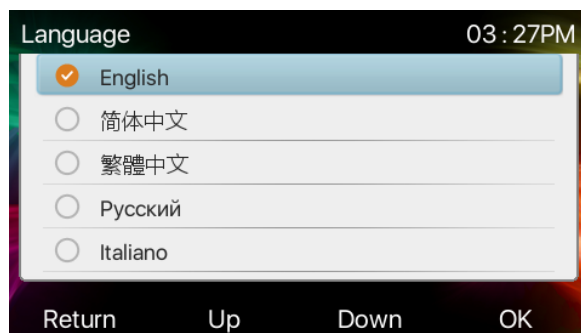 Language 03:27PM
English
简体中文
繁體中文
Русский
Italiano
Return Up Down OK